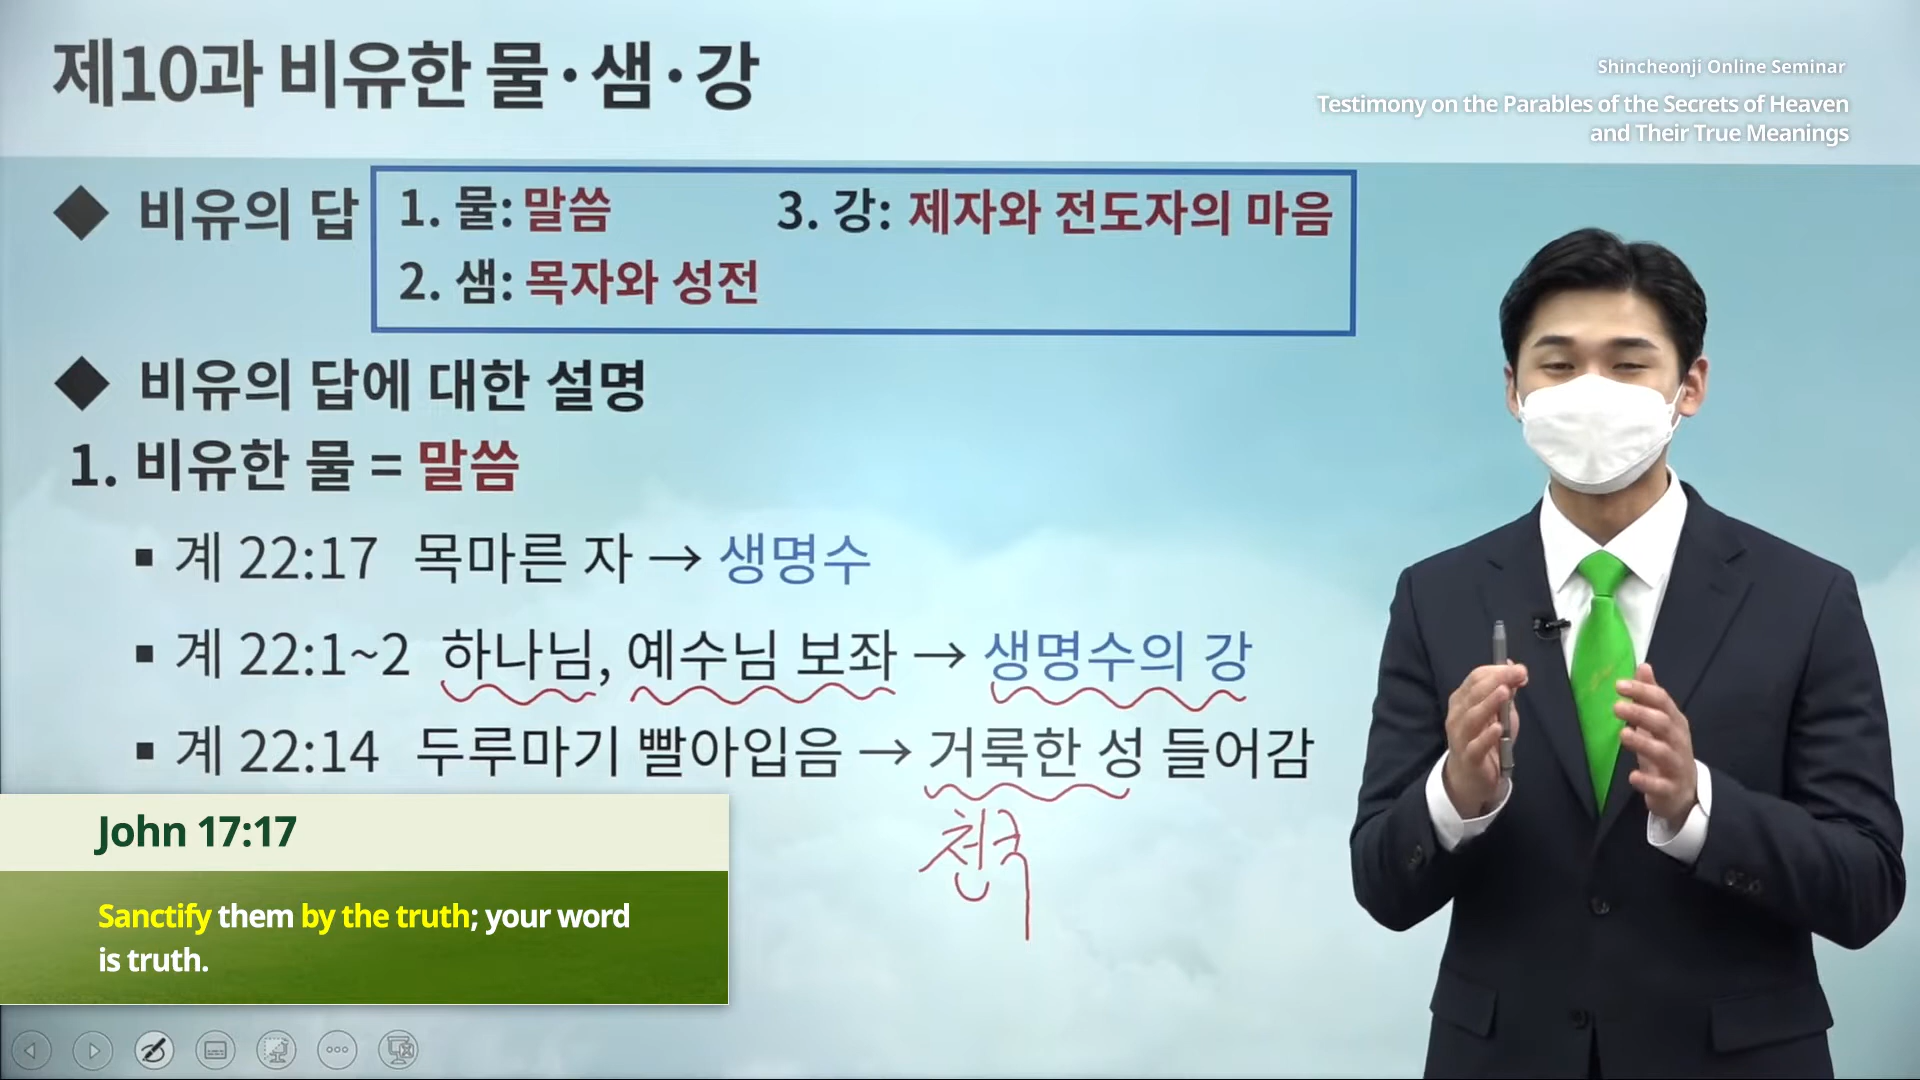 제10과 비유한 물·샘·강
Shincheonji Online Seminar
Testimony on the Parables of the Secrets of Heaven
and Their True Meanings
◆ 비유의 답
1. 물: 말씀
3. 강: 제자와 전도자의 마음
2. 샘: 목자와 성전
◆ 비유의 답에 대한 설명
1. 비유한 물 = 말씀
▪ 계 22:17 목마른 자 → 생명수
▪ 계 22:1~2 하나님, 예수님 보좌 → 생명수의 강
▪ 계 22:14 두루마기 빨아입음 → 거룩한 성 들어감
천국
John 17:17
Sanctify them by the truth; your word
is truth.